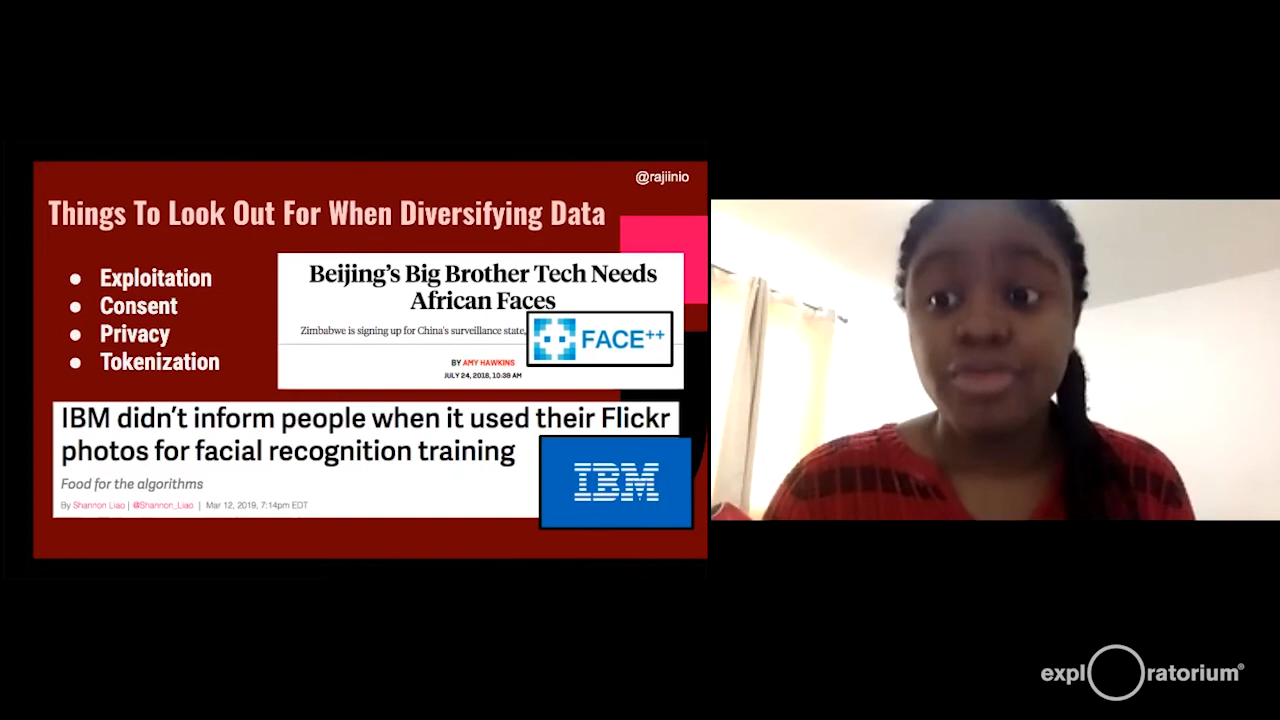 @rajiinio
Things To Look Out For When Diversifying Data
● Exploitation
● Consent
● Privacy
● Tokenization
Beijing's Big Brother Tech Needs
African Faces
Zimbabwe is signing up for China's surveillance state,
FACE++
BY AMY HAWKINS
JULY 24, 2018, 10:39 AM
IBM didn't inform people when it used their Flickr
photos for facial recognition training
Food for the algorithms
By Shannon Liao | @Shannon_Liao | Mar 12, 2019, 7:14pm EDT
IBM
exploratorium®